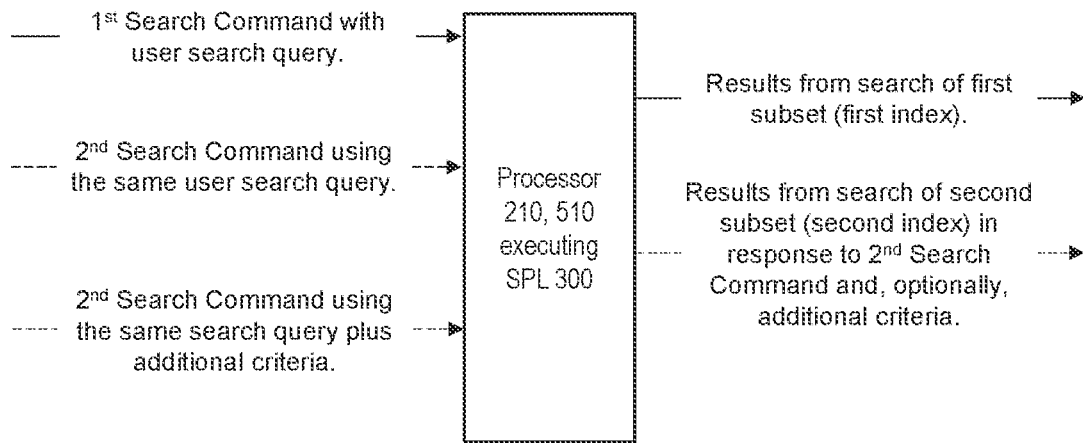 1st Search Command with
user search query.
2nd Search Command using
the same user search query.
2nd Search Command using
the same search query plus
additional criteria.
Processor
210, 510
executing
SPL 300
Results from search of first
subset (first index).
Results from search of second
subset (second index) in
response to 2nd Search
Command and, optionally,
additional criteria.